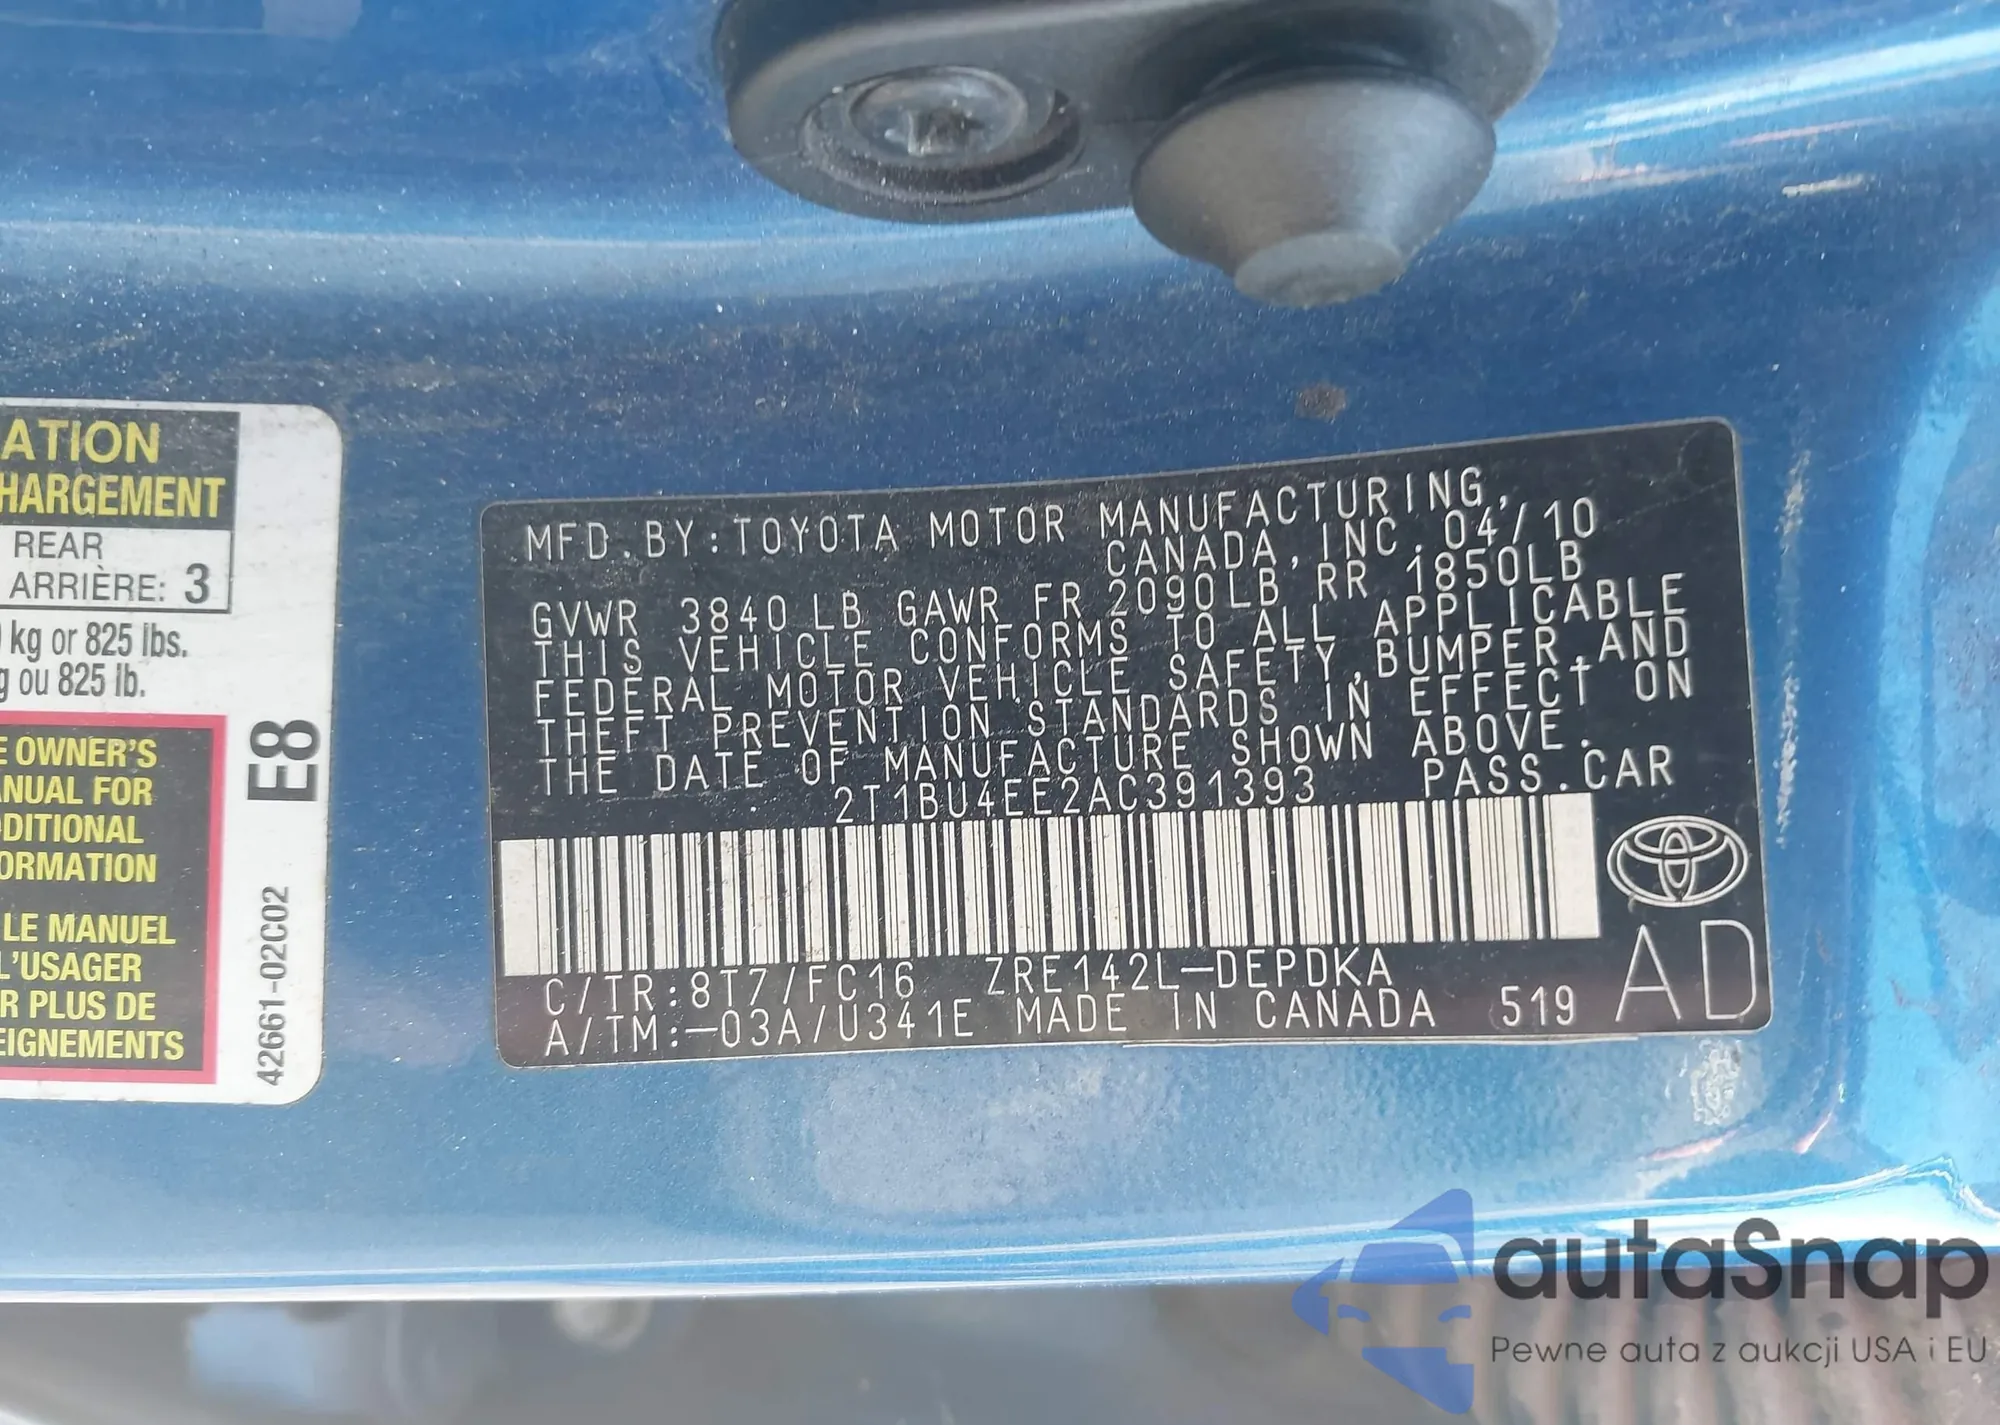 ATION
HARGEMENT
REAR
ARRIÈRE: 3
kg or 825 lbs.
ou 825 lb.
E OWNER'S
NUAL FOR
DITIONAL
ORMATION
LE MANUEL
L'USAGER
R PLUS DE
EIGNEMENTS
E8
42661-02C02
MFD.BY:TOYOTA MOTOR MANUFACTURING,
CANADA,INC. 04/10
GVWR 3840LB GAWR FR 2090LB RR 1850LB
THIS VEHICLE CONFORMS TO ALL APPLICABLE
FEDERAL MOTOR VEHICLE SAFETY,BUMPER,AND
THEFT PREVENTION STANDARDS IN EFFECT ON
THE DATE OF MANUFACTURE SHOWN ABOVE.
2T1BU4EE2AC391393 PASS.CAR
C/TR:8T7/FC16 ZRE142L-DEPDKA
A/TM:-03A/U341E MADE IN CANADA 519
AD
autaSnap
Pewne auta z aukcji USA i EU